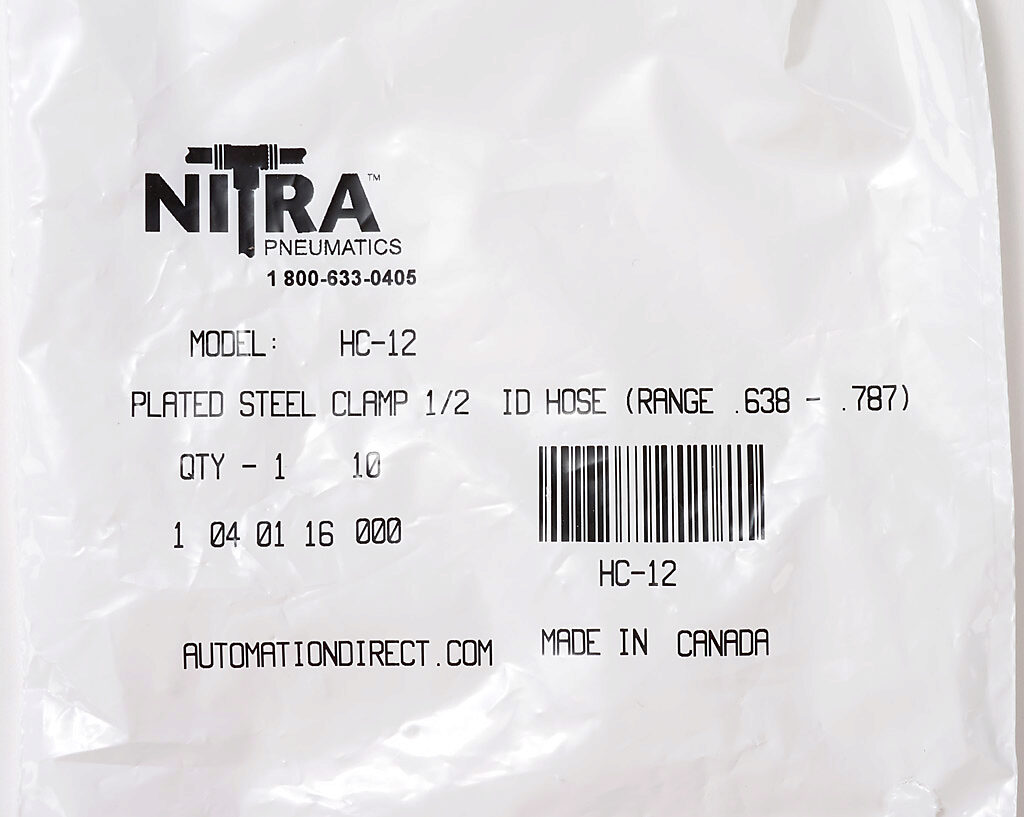 NITRA™
PNEUMATICS
1 800-633-0405
MODEL: HC-12
PLATED STEEL CLAMP 1/2 ID HOSE (RANGE .638 - .787)
QTY - 1 10
1 04 01 16 000
HC-12
AUTOMATIONDIRECT.COM MADE IN CANADA